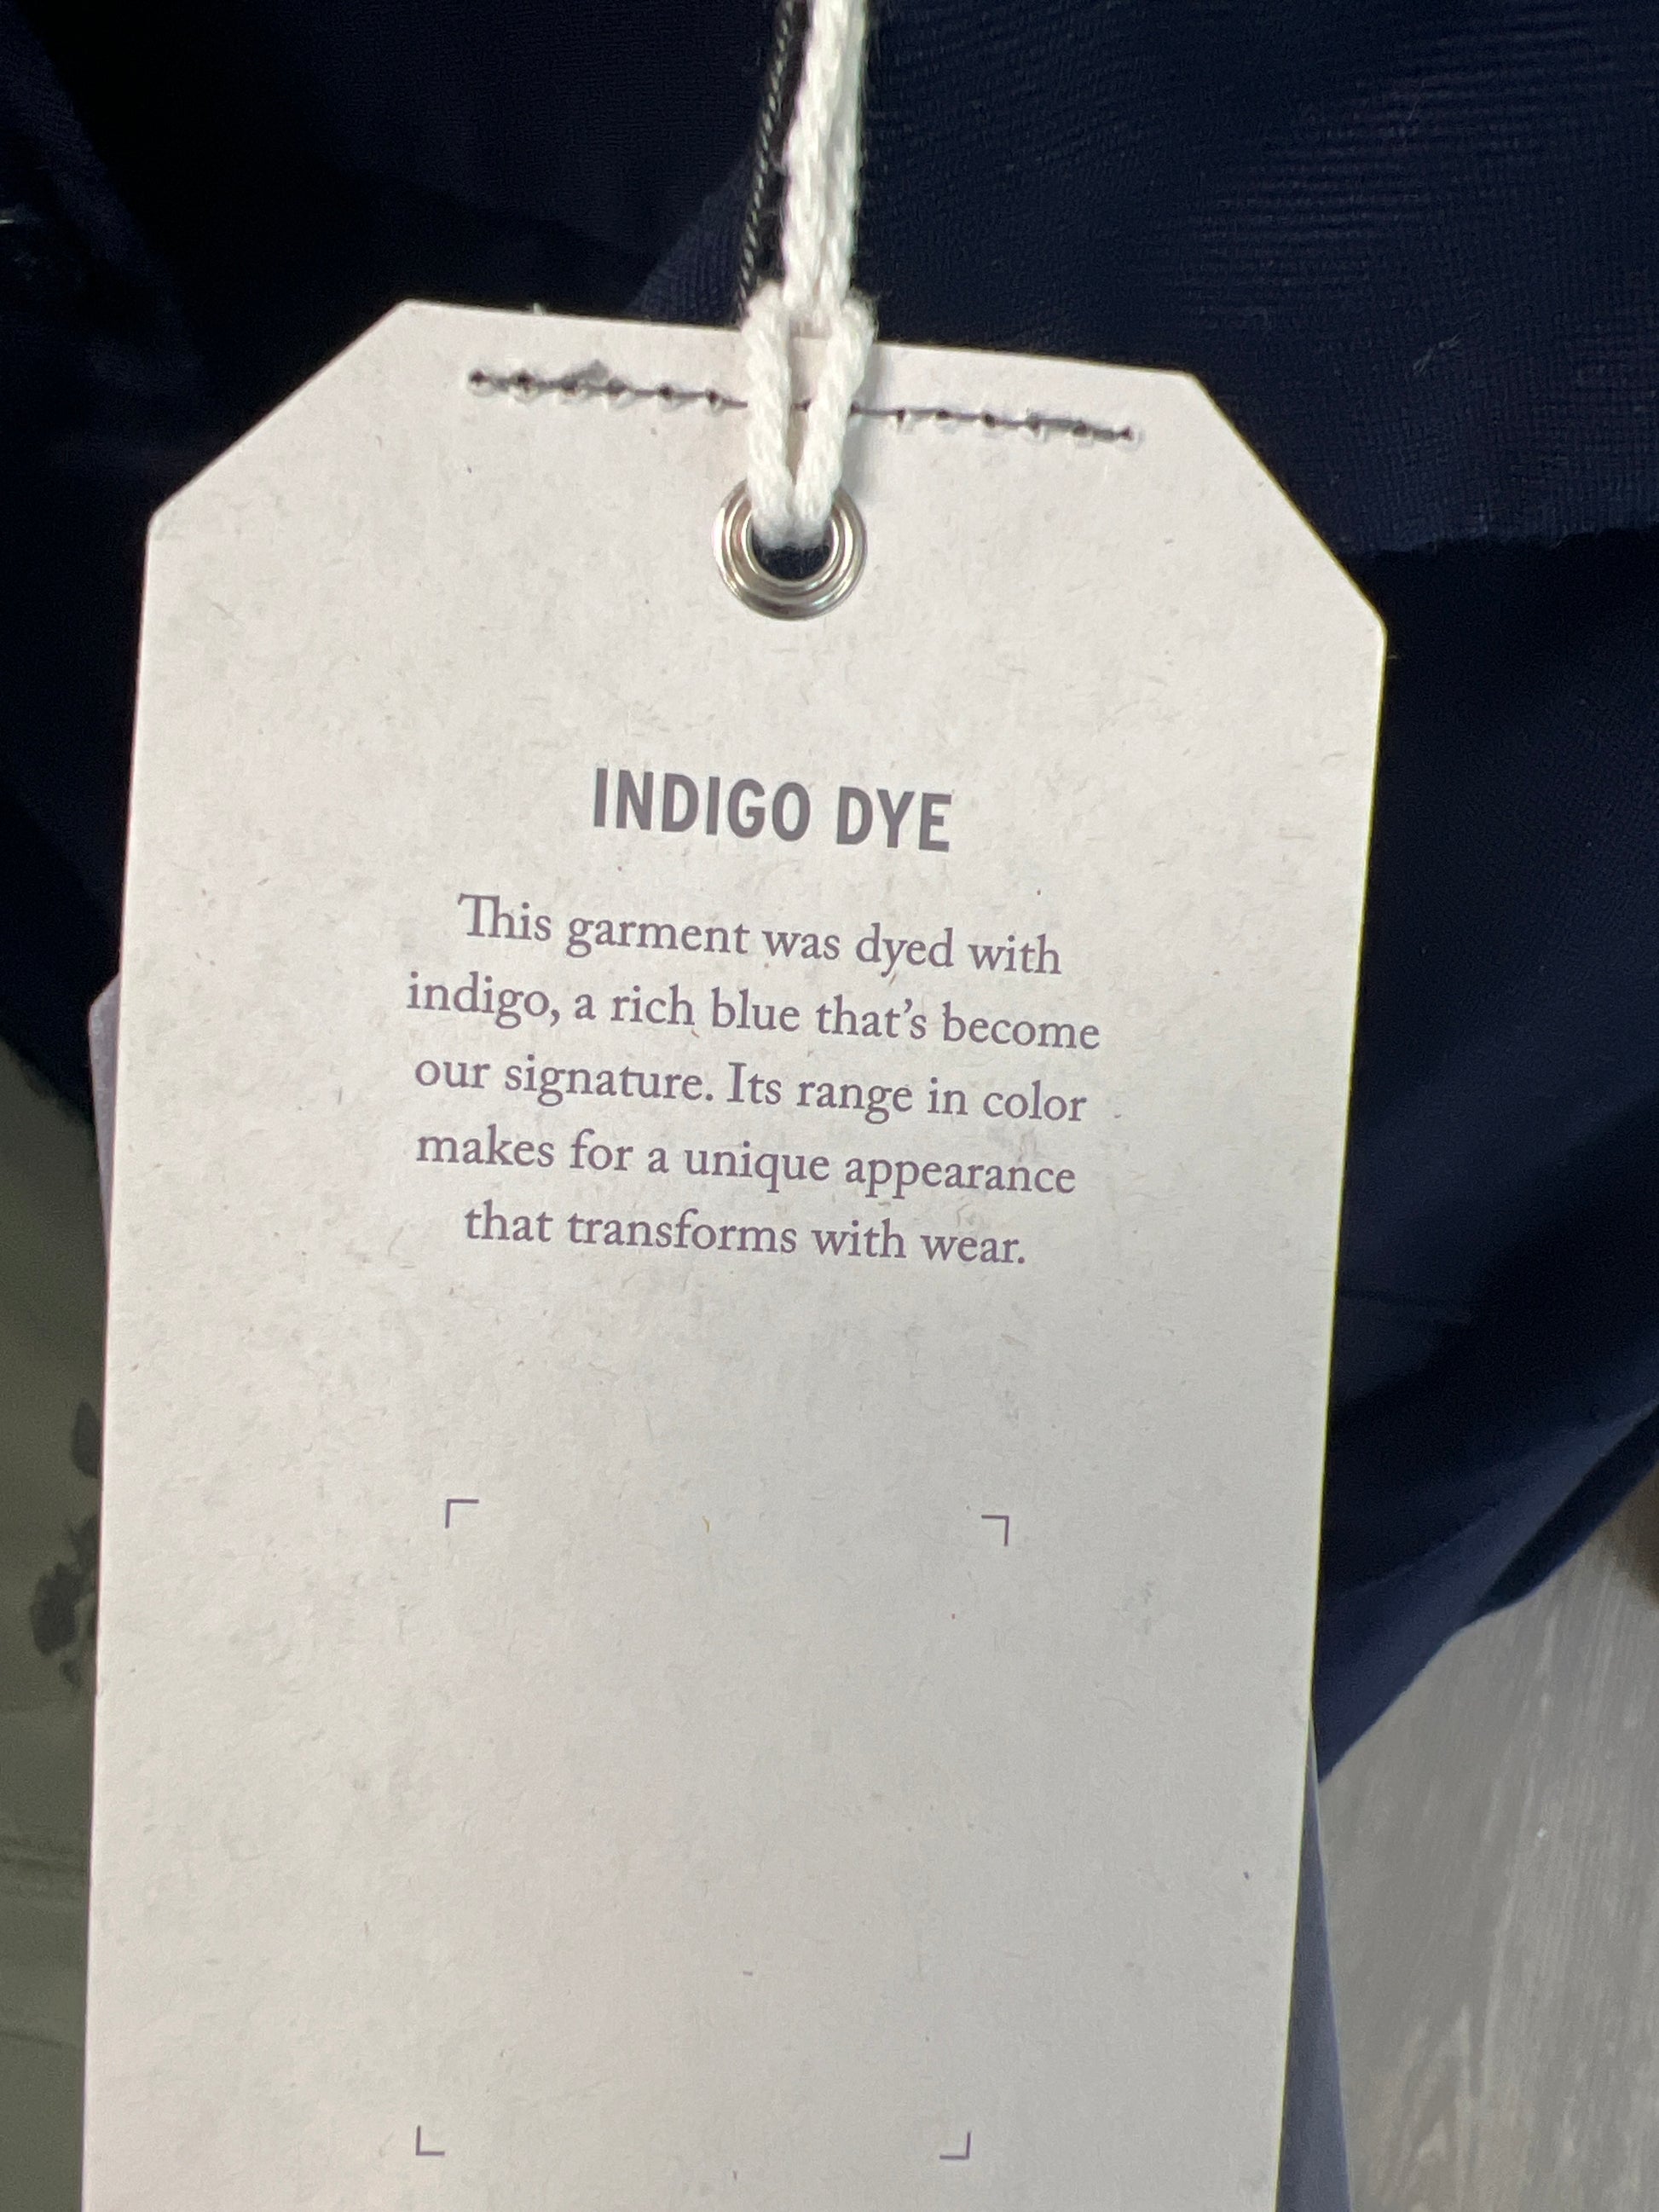 INDIGO DYE
This garment was dyed with
indigo, a rich blue that's become
our signature. Its range in color
makes for a unique appearance
that transforms with wear.